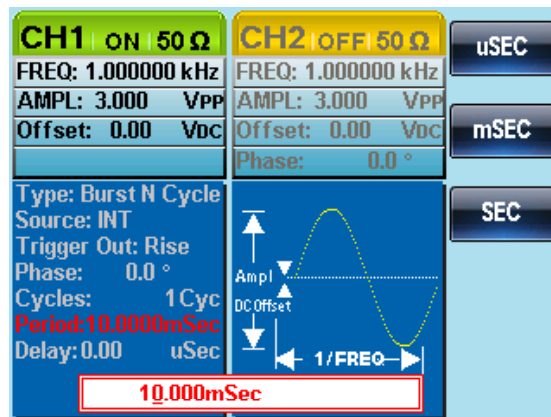 CH1 ON 50 Ω
FREQ: 1.000000 kHz
AMPL: 3.000 VPP
Offset: 0.00 VDC
CH2 OFF 50 Ω
FREQ: 1.000000 kHz
AMPL: 3.000 VPP
Offset: 0.00 VDC
Phase: 0.0 °
Type: Burst N Cycle
Source: INT
Trigger Out: Rise
Phase: 0.0 °
Cycles: 1Cyc
Period:10.0000mSec
Delay:0.00 uSec
Ampl
DC Offset
1/FREQ
10.000mSec
uSEC
mSEC
SEC